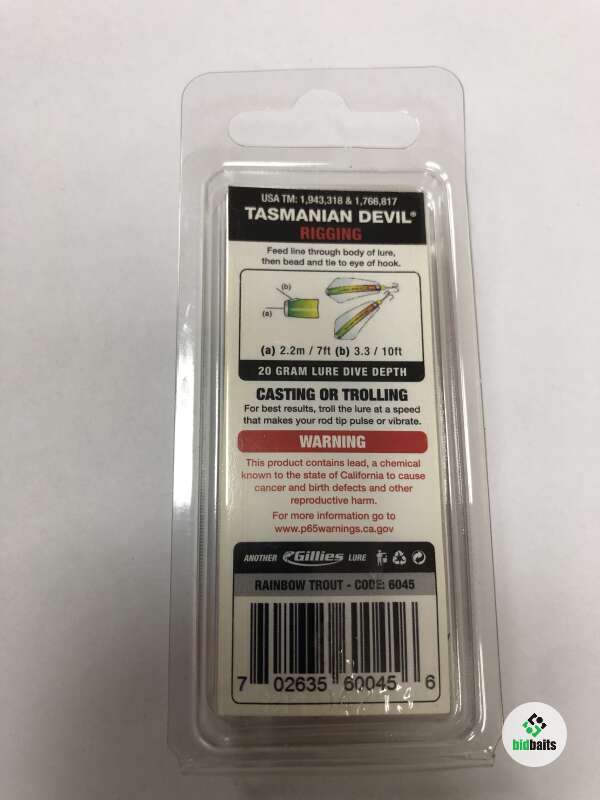 USA TM: 1,943,318 & 1,766,817
TASMANIAN DEVIL®
RIGGING
Feed line through body of lure,
then bead and tie to eye of hook.
(b)
(a)
(a) 2.2m / 7ft (b) 3.3 / 10ft
20 GRAM LURE DIVE DEPTH
CASTING OR TROLLING
For best results, troll the lure at a speed
that makes your rod tip pulse or vibrate.
WARNING
This product contains lead, a chemical
known to the state of California to cause
cancer and birth defects and other
reproductive harm.
For more information go to
www.p65warnings.ca.gov
ANOTHER Gillies LURE
RAINBOW TROUT - CODE: 6045
7 02635 60045 6
bidbaits